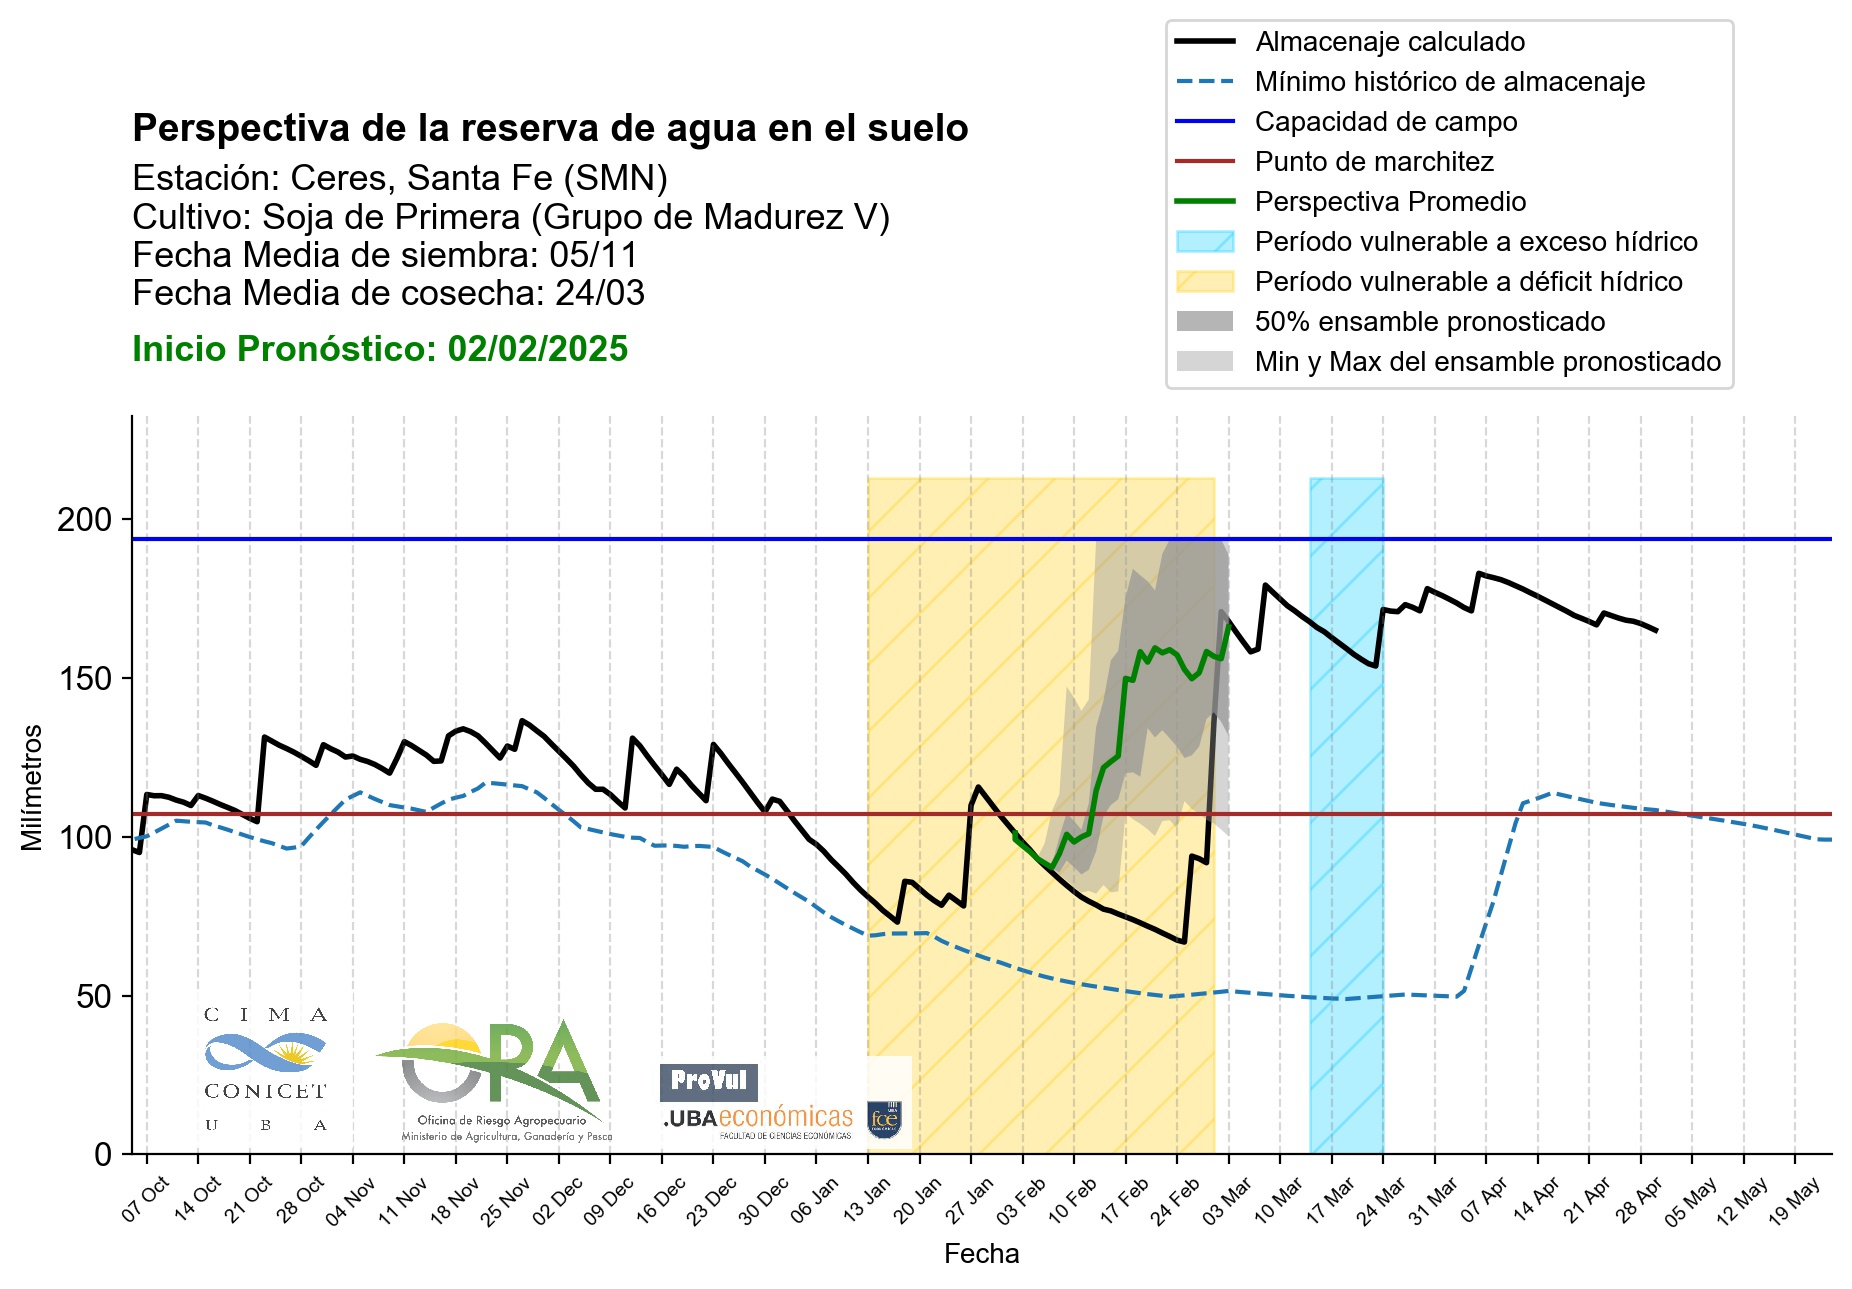 Almacenaje calculado
Mínimo histórico de almacenaje
Capacidad de campo
Punto de marchitez
Perspectiva Promedio
Período vulnerable a exceso hídrico
Período vulnerable a déficit hídrico
50% ensamble pronosticado
Min y Max del ensamble pronosticado
Perspectiva de la reserva de agua en el suelo
Estación: Ceres, Santa Fe (SMN)
Cultivo: Soja de Primera (Grupo de Madurez V)
Fecha Media de siembra: 05/11
Fecha Media de cosecha: 24/03
Inicio Pronóstico: 02/02/2025
Milímetros
200
150
100
50
0
C I M A
CONICET
U B A
ORA
Oficina de Riesgo Agropecuario
Ministerio de Agricultura, Ganadería y Pesca
ProVul
.UBAeconómicas
FACULTAD DE CIENCIAS ECONÓMICAS
UBA
fce
ECONÓMICAS
07 Oct
14 Oct
21 Oct
28 Oct
04 Nov
11 Nov
18 Nov
25 Nov
02 Dec
09 Dec
16 Dec
23 Dec
30 Dec
06 Jan
13 Jan
20 Jan
27 Jan
03 Feb
10 Feb
17 Feb
24 Feb
03 Mar
10 Mar
17 Mar
24 Mar
31 Mar
07 Apr
14 Apr
21 Apr
28 Apr
05 May
12 May
19 May
Fecha